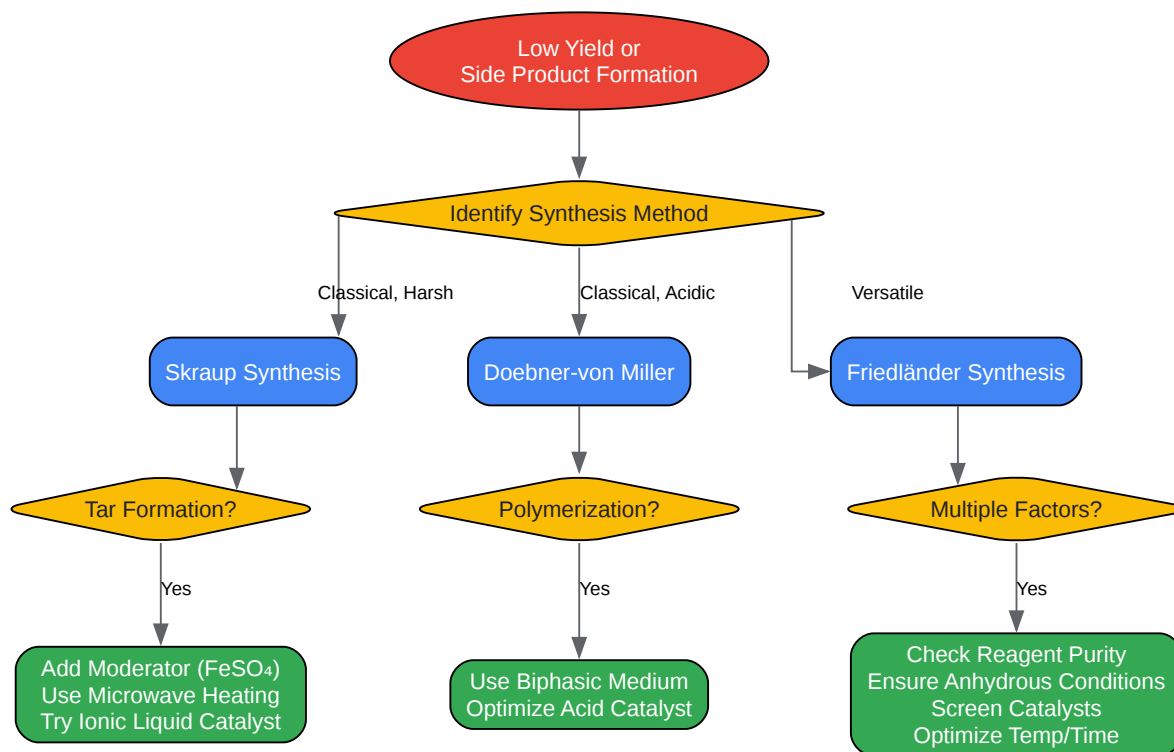 Low Yield or
Side Product Formation
Identify Synthesis Method
Classical, Harsh
Classical, Acidic
Versatile
Skraup Synthesis
Doebner-von Miller
Friedländer Synthesis
Tar Formation?
Polymerization?
Multiple Factors?
Yes
Yes
Yes
Add Moderator (FeSO₄)
Use Microwave Heating
Try Ionic Liquid Catalyst
Use Biphasic Medium
Optimize Acid Catalyst
Check Reagent Purity
Ensure Anhydrous Conditions
Screen Catalysts
Optimize Temp/Time